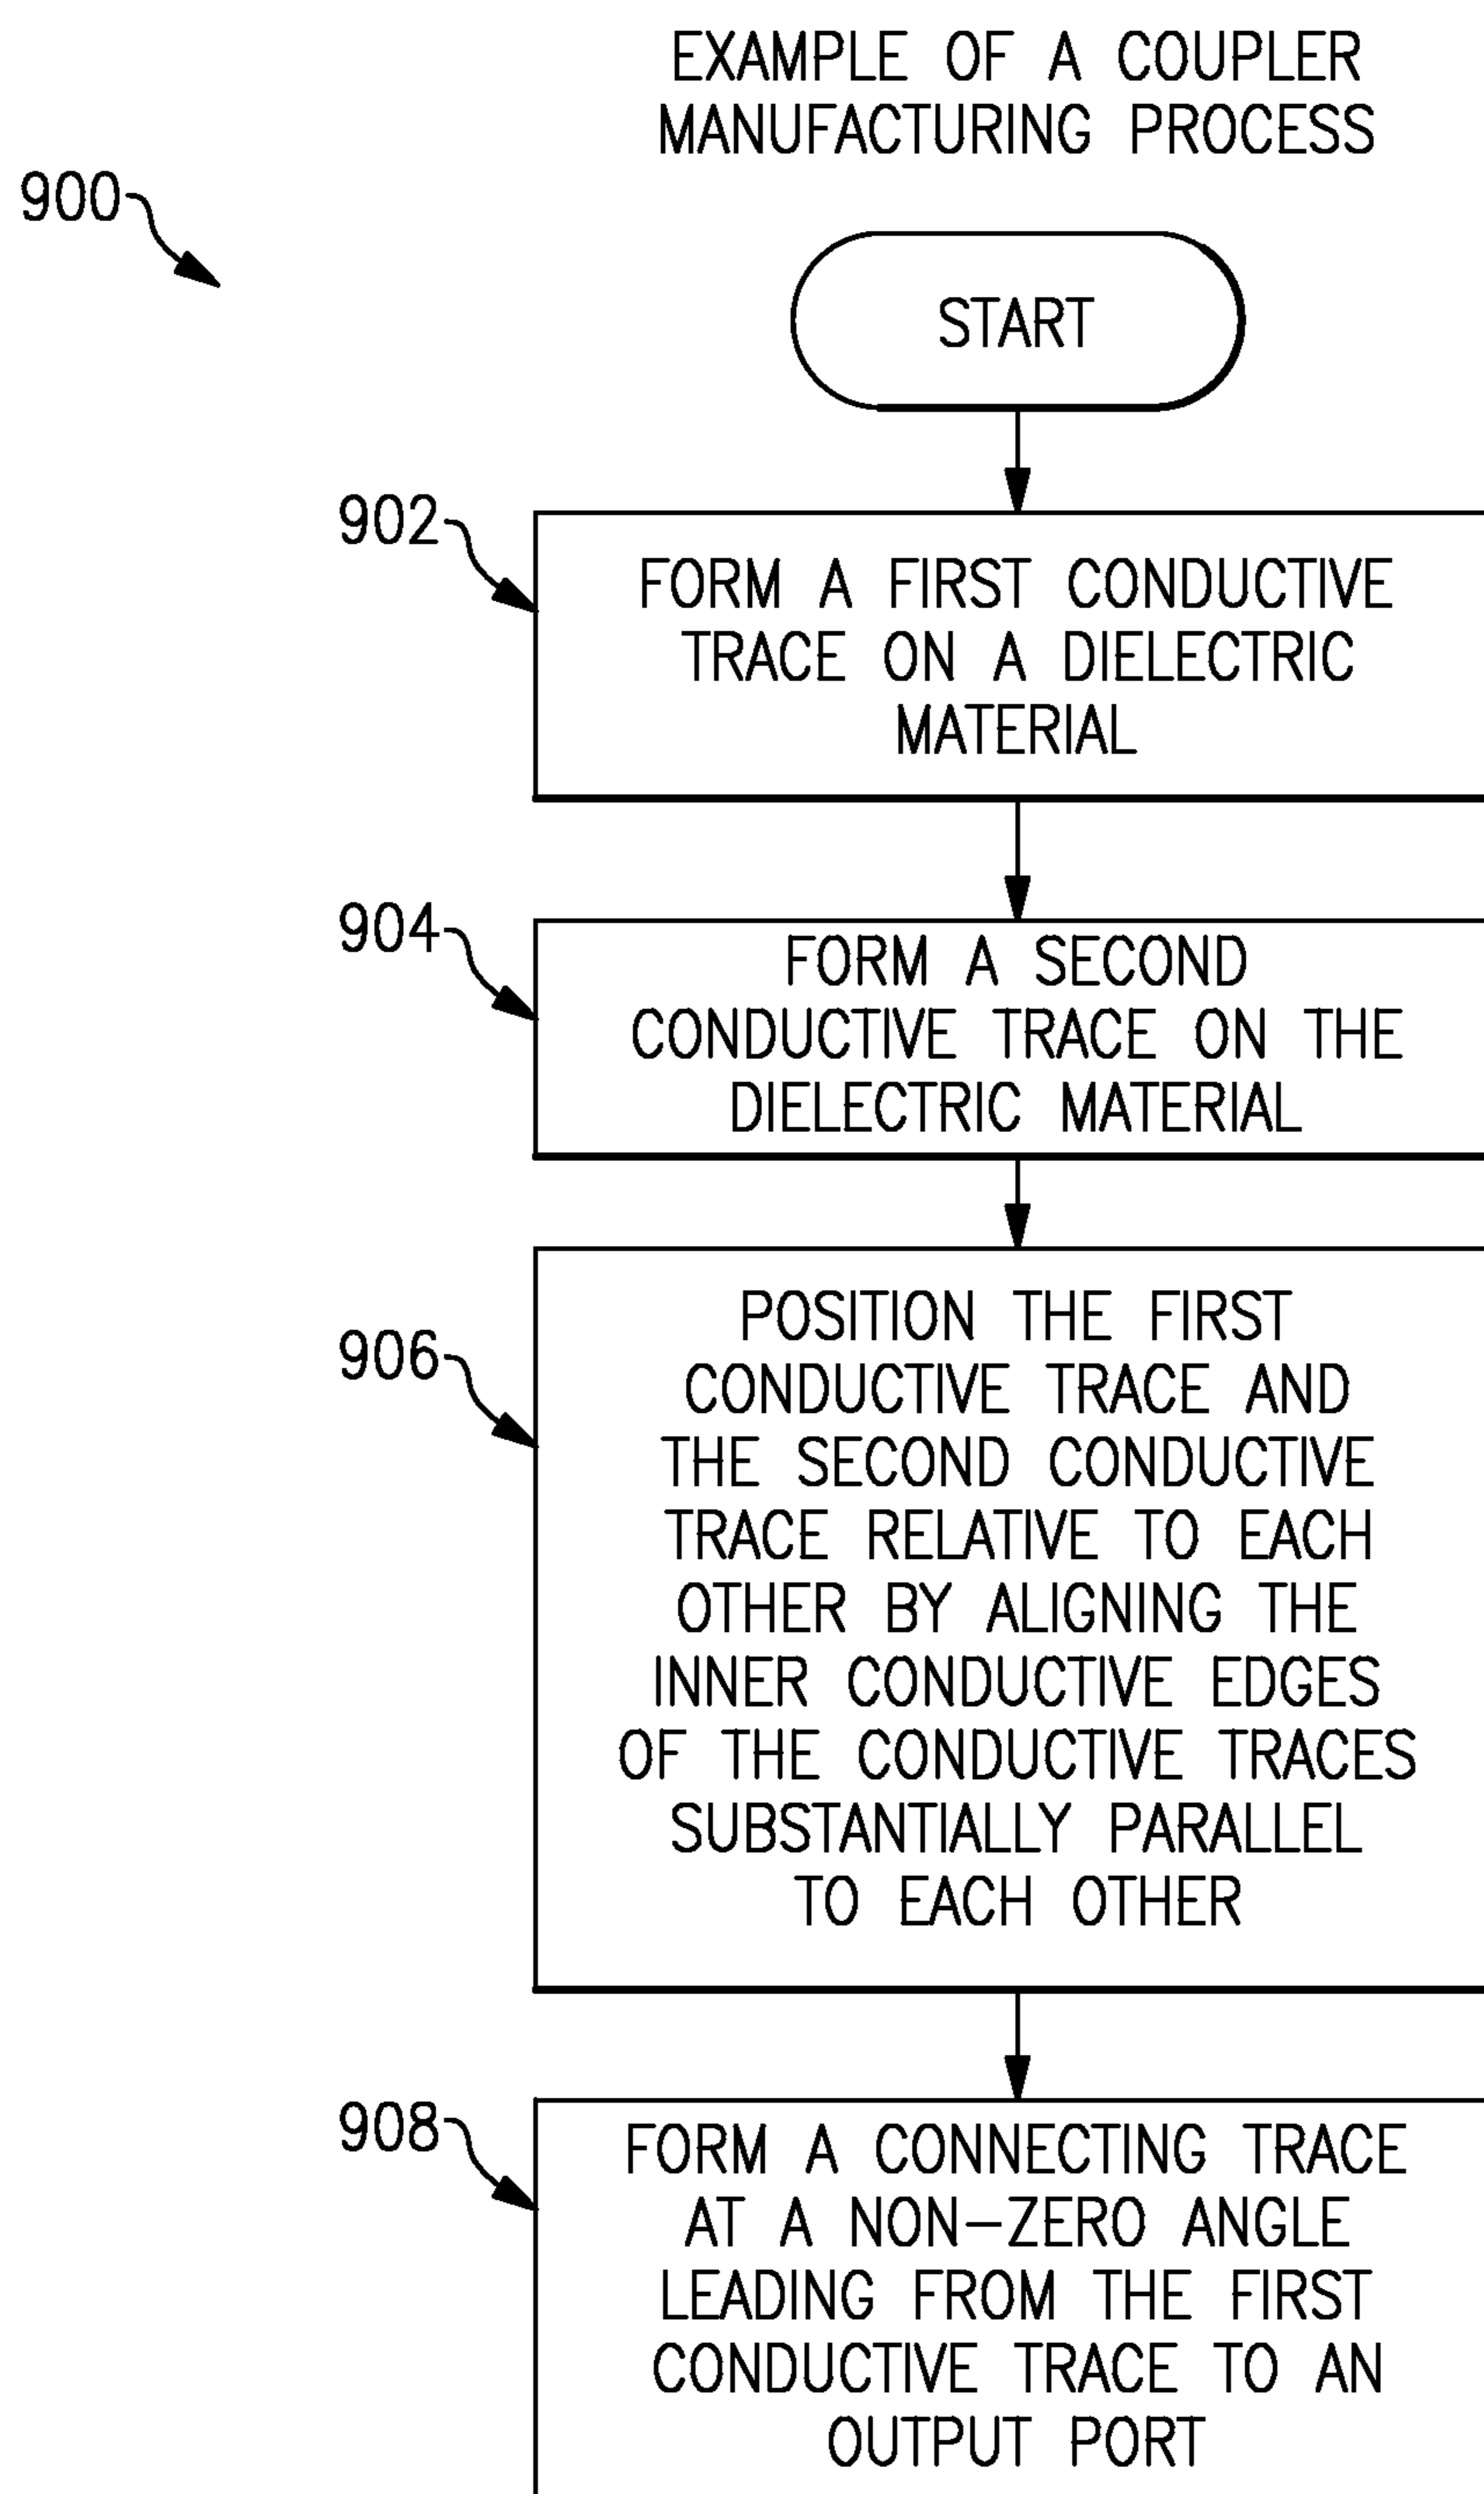 EXAMPLE OF A COUPLER
MANUFACTURING PROCESS
900
START
902
FORM A FIRST CONDUCTIVE
TRACE ON A DIELECTRIC
MATERIAL
904
FORM A SECOND
CONDUCTIVE TRACE ON THE
DIELECTRIC MATERIAL
906
POSITION THE FIRST
CONDUCTIVE TRACE AND
THE SECOND CONDUCTIVE
TRACE RELATIVE TO EACH
OTHER BY ALIGNING THE
INNER CONDUCTIVE EDGES
OF THE CONDUCTIVE TRACES
SUBSTANTIALLY PARALLEL
TO EACH OTHER
908
FORM A CONNECTING TRACE
AT A NON-ZERO ANGLE
LEADING FROM THE FIRST
CONDUCTIVE TRACE TO AN
OUTPUT PORT